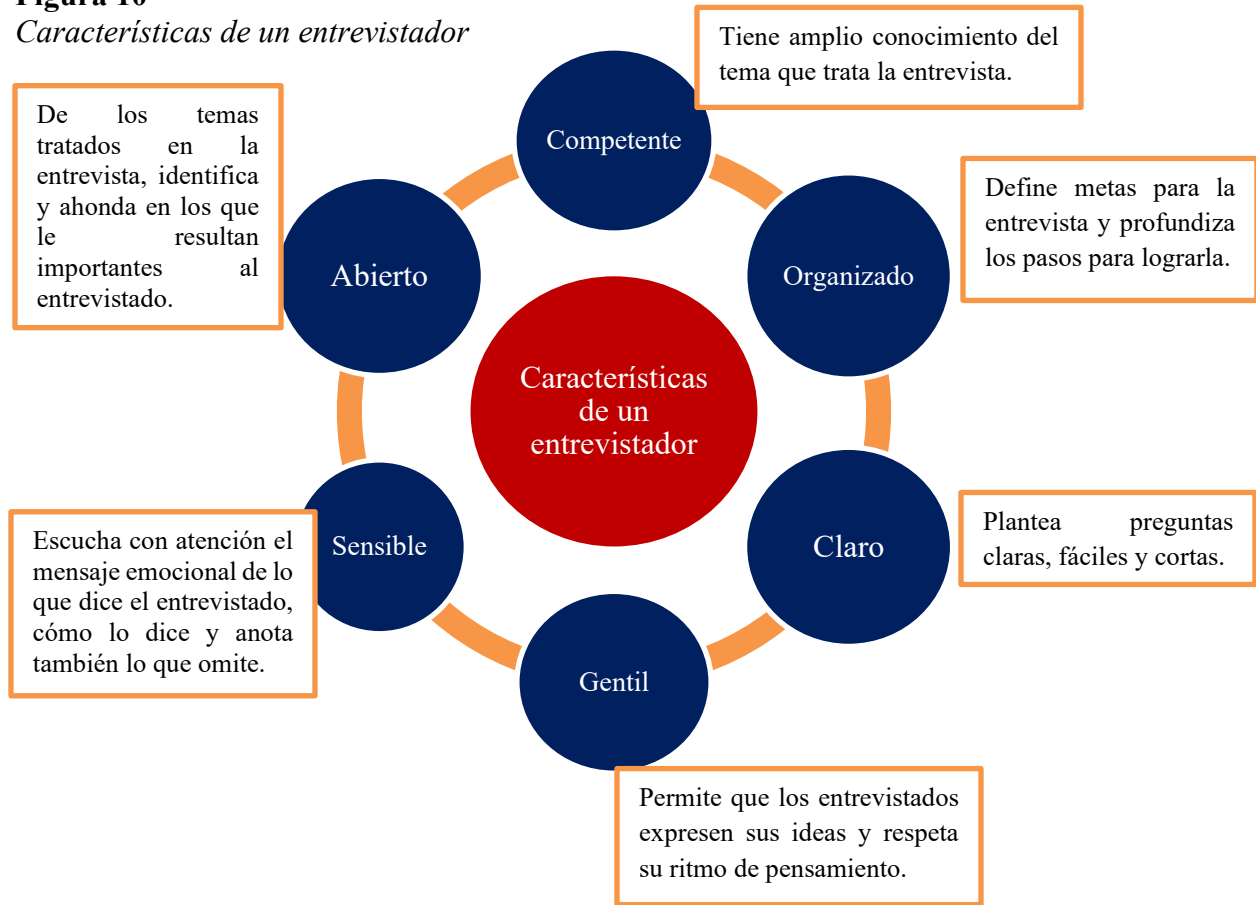 Figura 10
Características de un entrevistador
Tiene amplio conocimiento del
tema que trata la entrevista.
Competente
De los temas
tratados en la
entrevista, identifica
y ahonda en los que
le resultan
importantes al
entrevistado.
Abierto
Define metas para la
entrevista y profundiza
los pasos para lograrla.
Organizado
Características
de un
entrevistador
Plantea preguntas
claras, fáciles y cortas.
Claro
Escucha con atención el
mensaje emocional de lo
que dice el entrevistado,
cómo lo dice y anota
también lo que omite.
Sensible
Gentil
Permite que los entrevistados
expresen sus ideas y respeta
su ritmo de pensamiento.